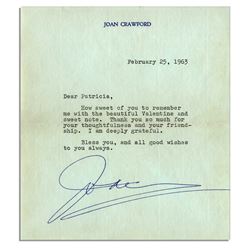 JOAN CRAWFORD
February 25, 1963
Dear Patricia,
How sweet of you to remember
me with the beautiful Valentine and
sweet note. Thank you so much for
your thoughtfulness and your friend-
ship. I am deeply grateful.
Bless you, and all good wishes
to you always.
Joan